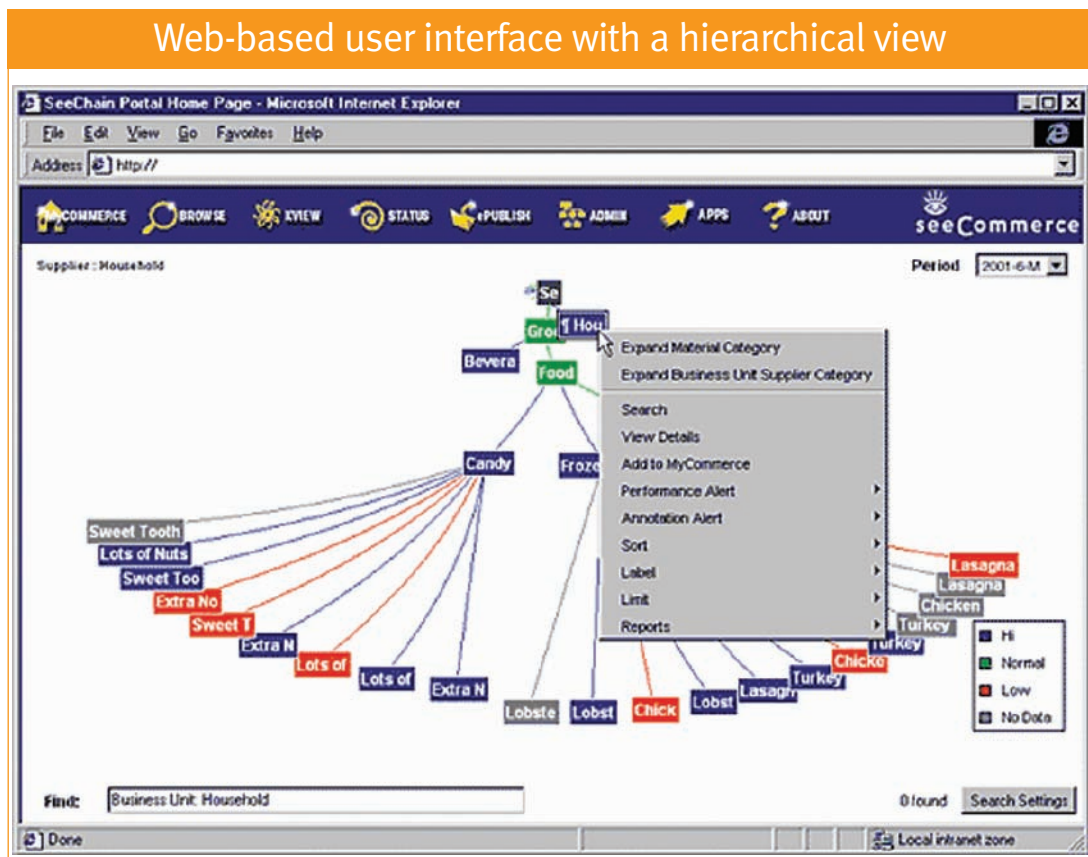 Web-based user interface with a hierarchical view
SeeChain Portal Home Page - Microsoft Internet Explorer
File Edit View Go Favorites Help
Address http://
MYCOMMERCE BROWSE XVIEW STATUS ePUBLISH ADMIN APPS ABOUT
seeCommerce
Supplier : Household
Period 2001-6-M
Se
Groc
¶ Hou
Bevera
Food
Expand Material Category
Expand Business Unit Supplier Category
Search
View Details
Add to MyCommerce
Performance Alert
Annotation Alert
Sort
Label
Limit
Reports
Candy
Froze
Sweet Tooth
Lots of Nuts
Sweet Too
Extra No
Sweet T
Extra N
Lots of
Lots of
Extra N
Lobste
Lobst
Chick
Lobst
Lasagn
Turkey
Chicke
Turkey
Turkey
Chicken
Lasagna
Lasagna
Hi
Normal
Low
No Data
Find: Business Unit: Household
0 found
Search Settings
Done
Local intranet zone